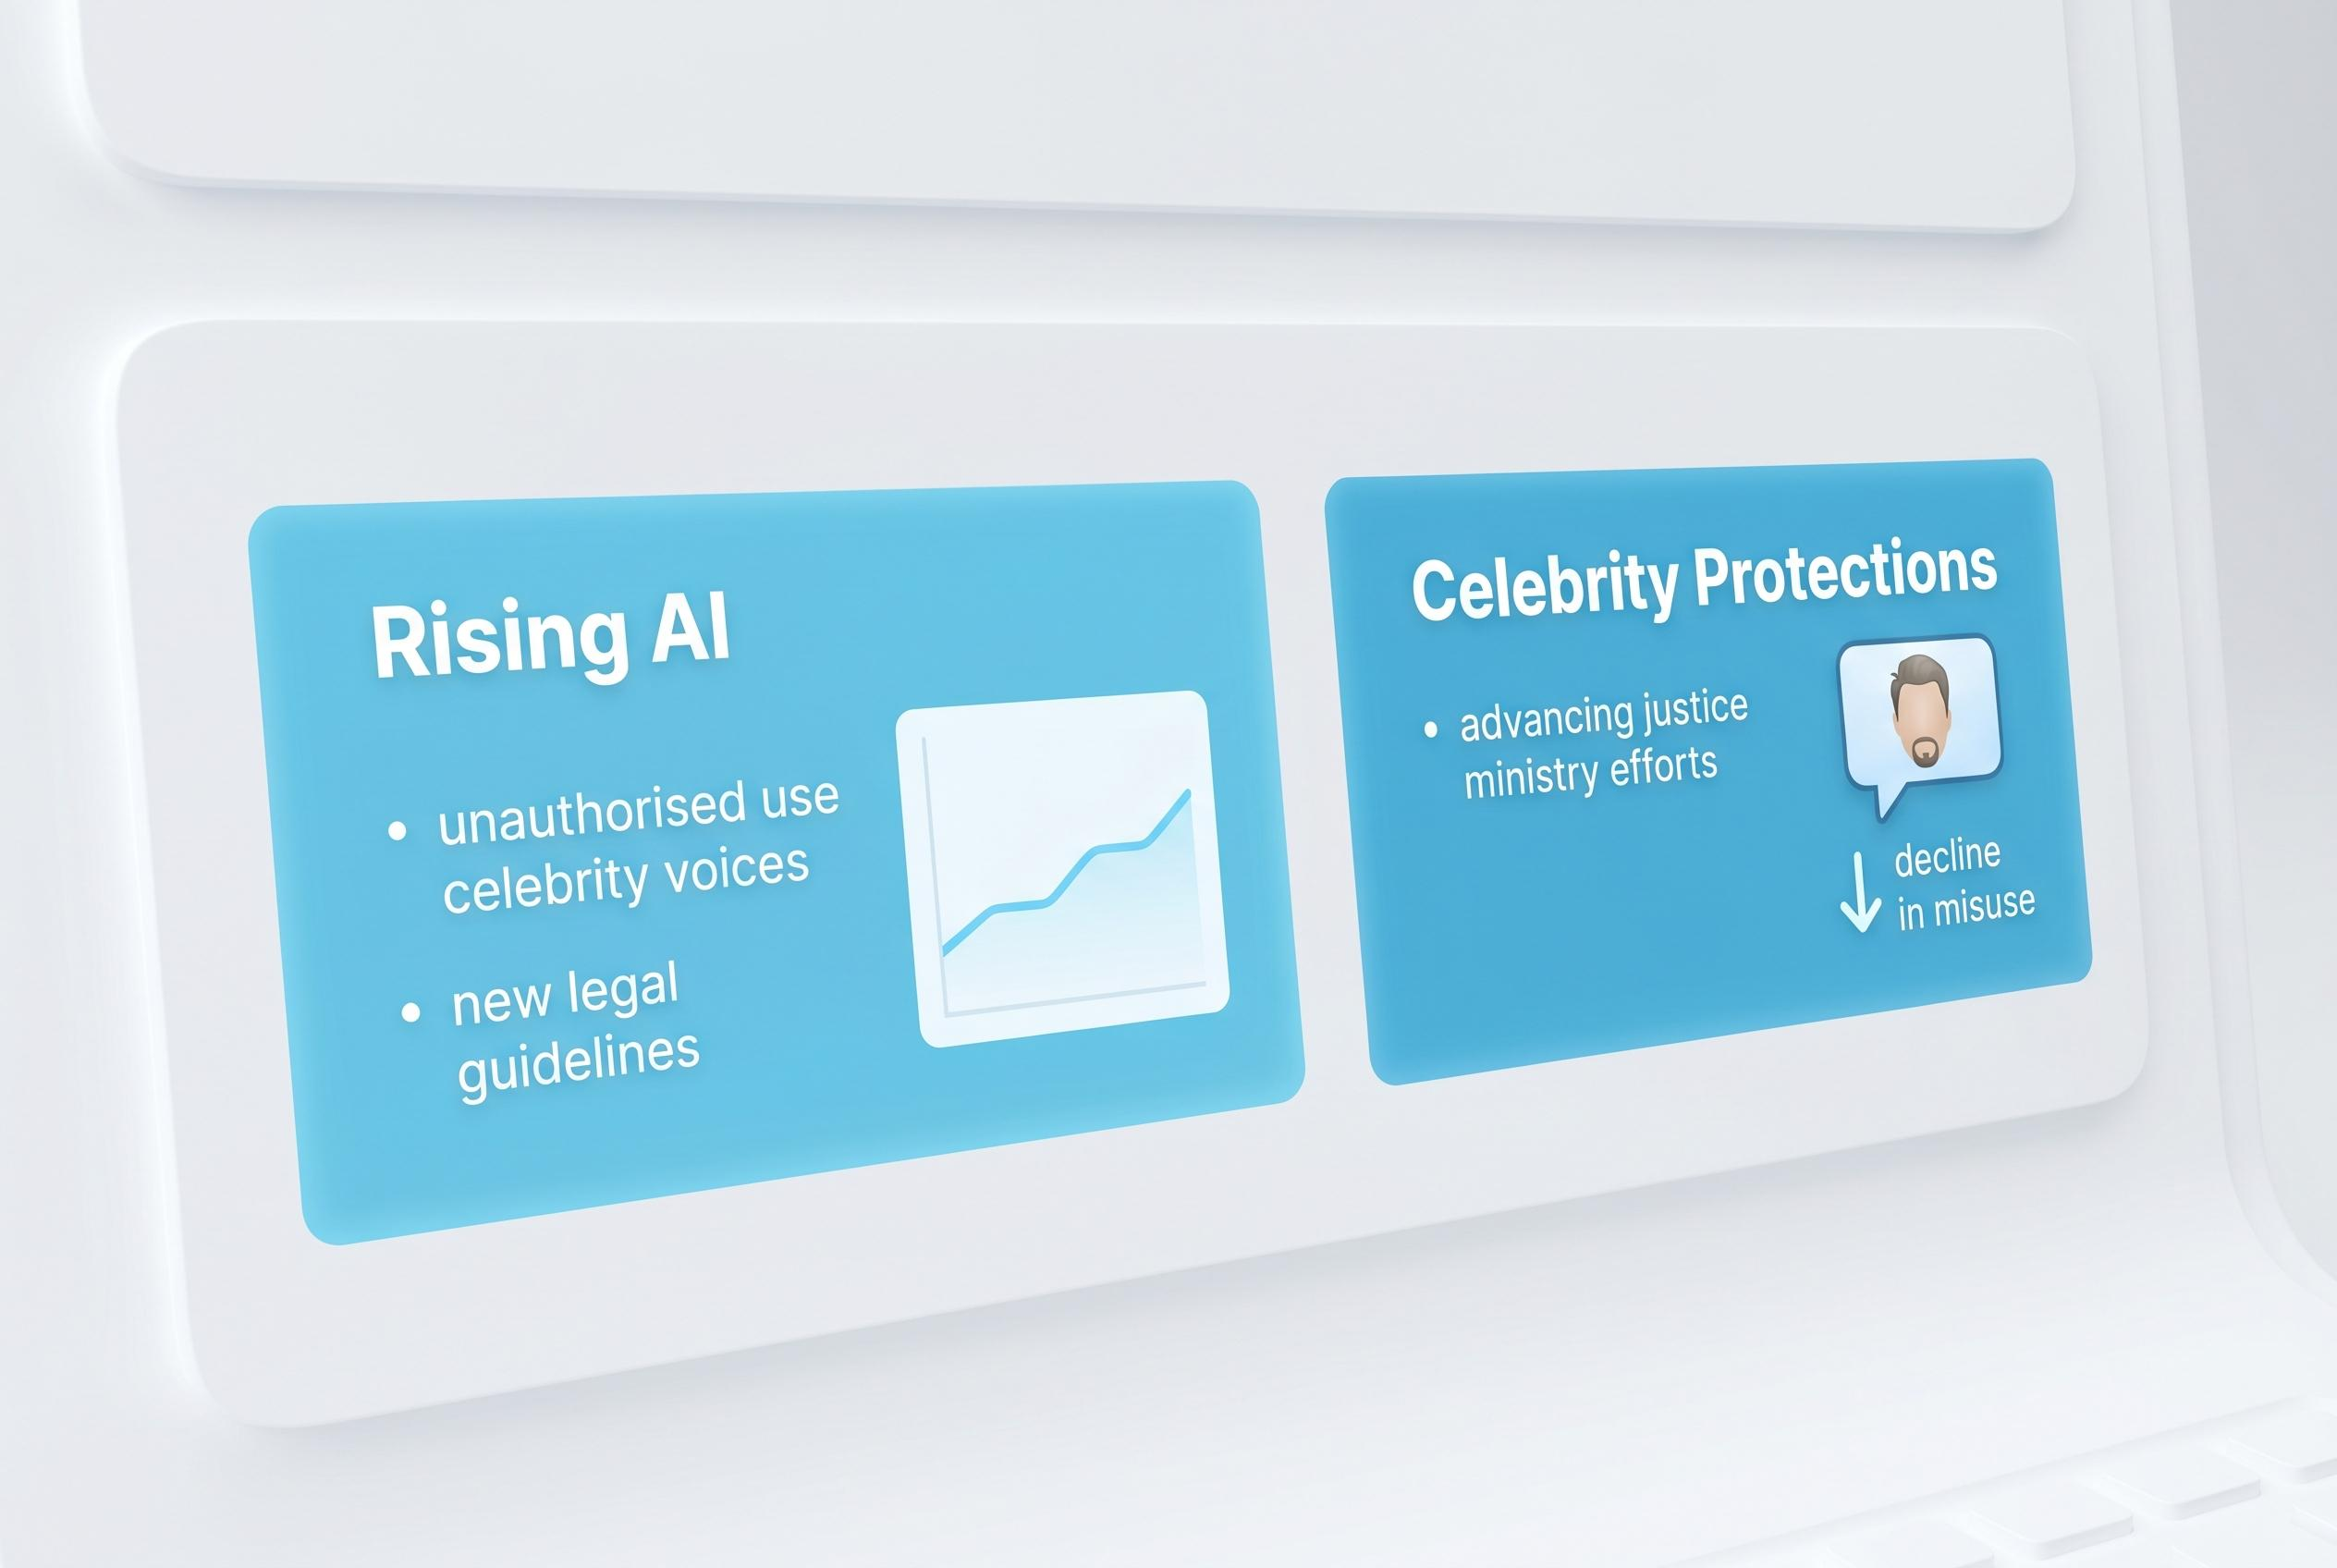 Rising AI
• unauthorised use
celebrity voices
• new legal
guidelines
Celebrity Protections
• advancing justice
ministry efforts
decline
in misuse